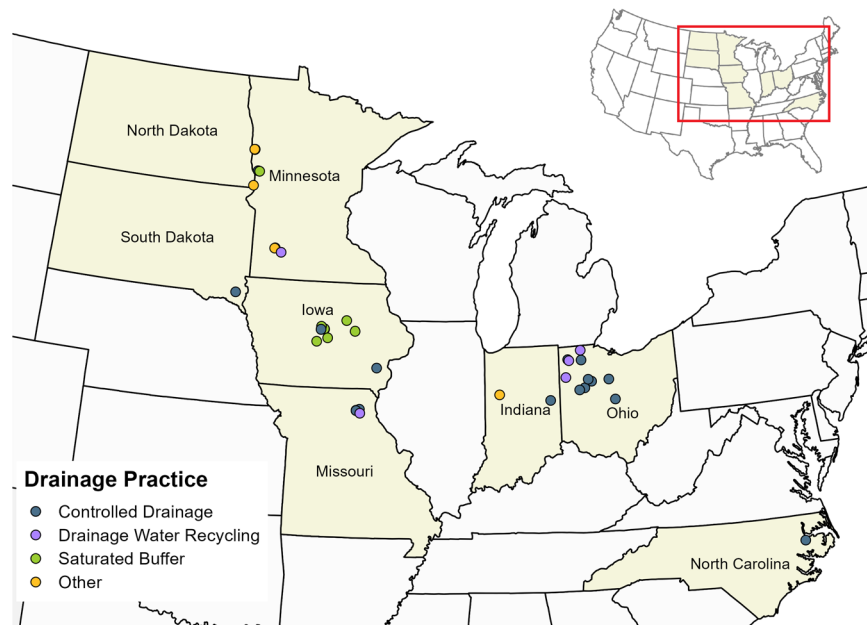 North Dakota
Minnesota
South Dakota
Iowa
Indiana
Ohio
Missouri
North Carolina
Drainage Practice
Controlled Drainage
Drainage Water Recycling
Saturated Buffer
Other